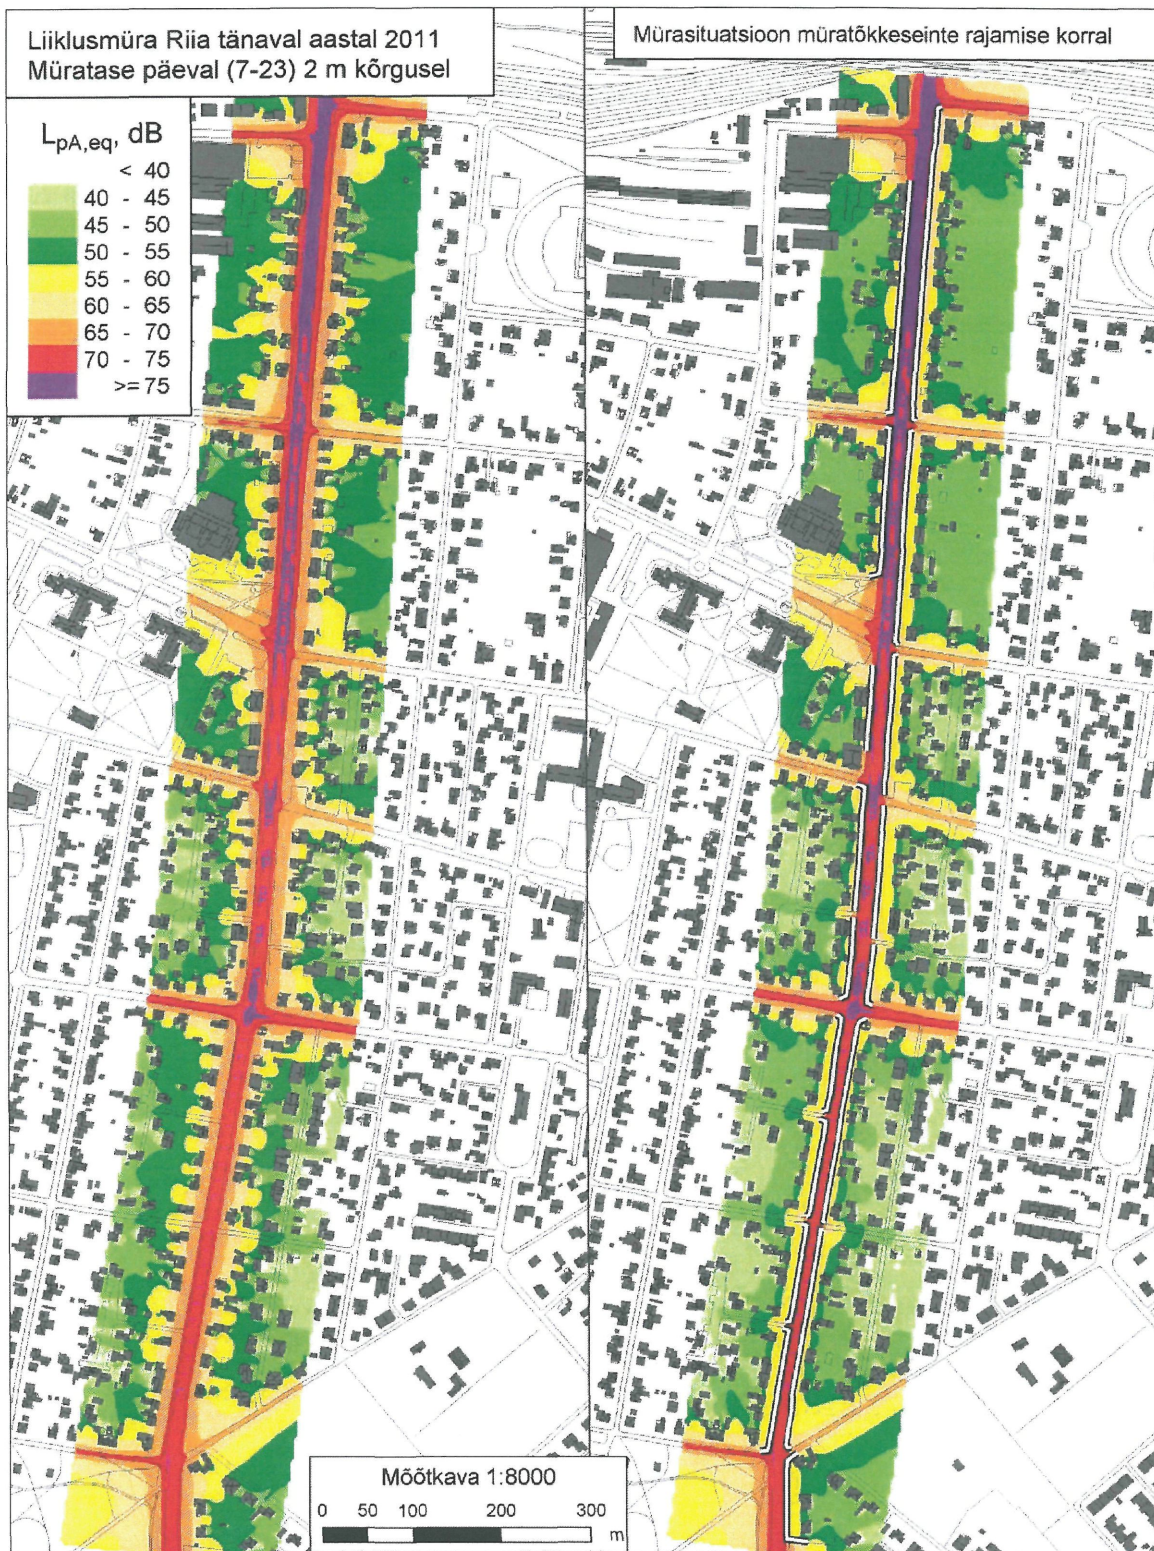 Liiklusmüra Riia tänaval aastal 2011
Müratase päeval (7-23) 2 m kõrgusel
Mürasituatsioon müratõkkeseinte rajamise korral
LpA,eq, dB
< 40
40 - 45
45 - 50
50 - 55
55 - 60
60 - 65
65 - 70
70 - 75
>= 75
Mõõtkava 1:8000
0 50 100 200 300
m